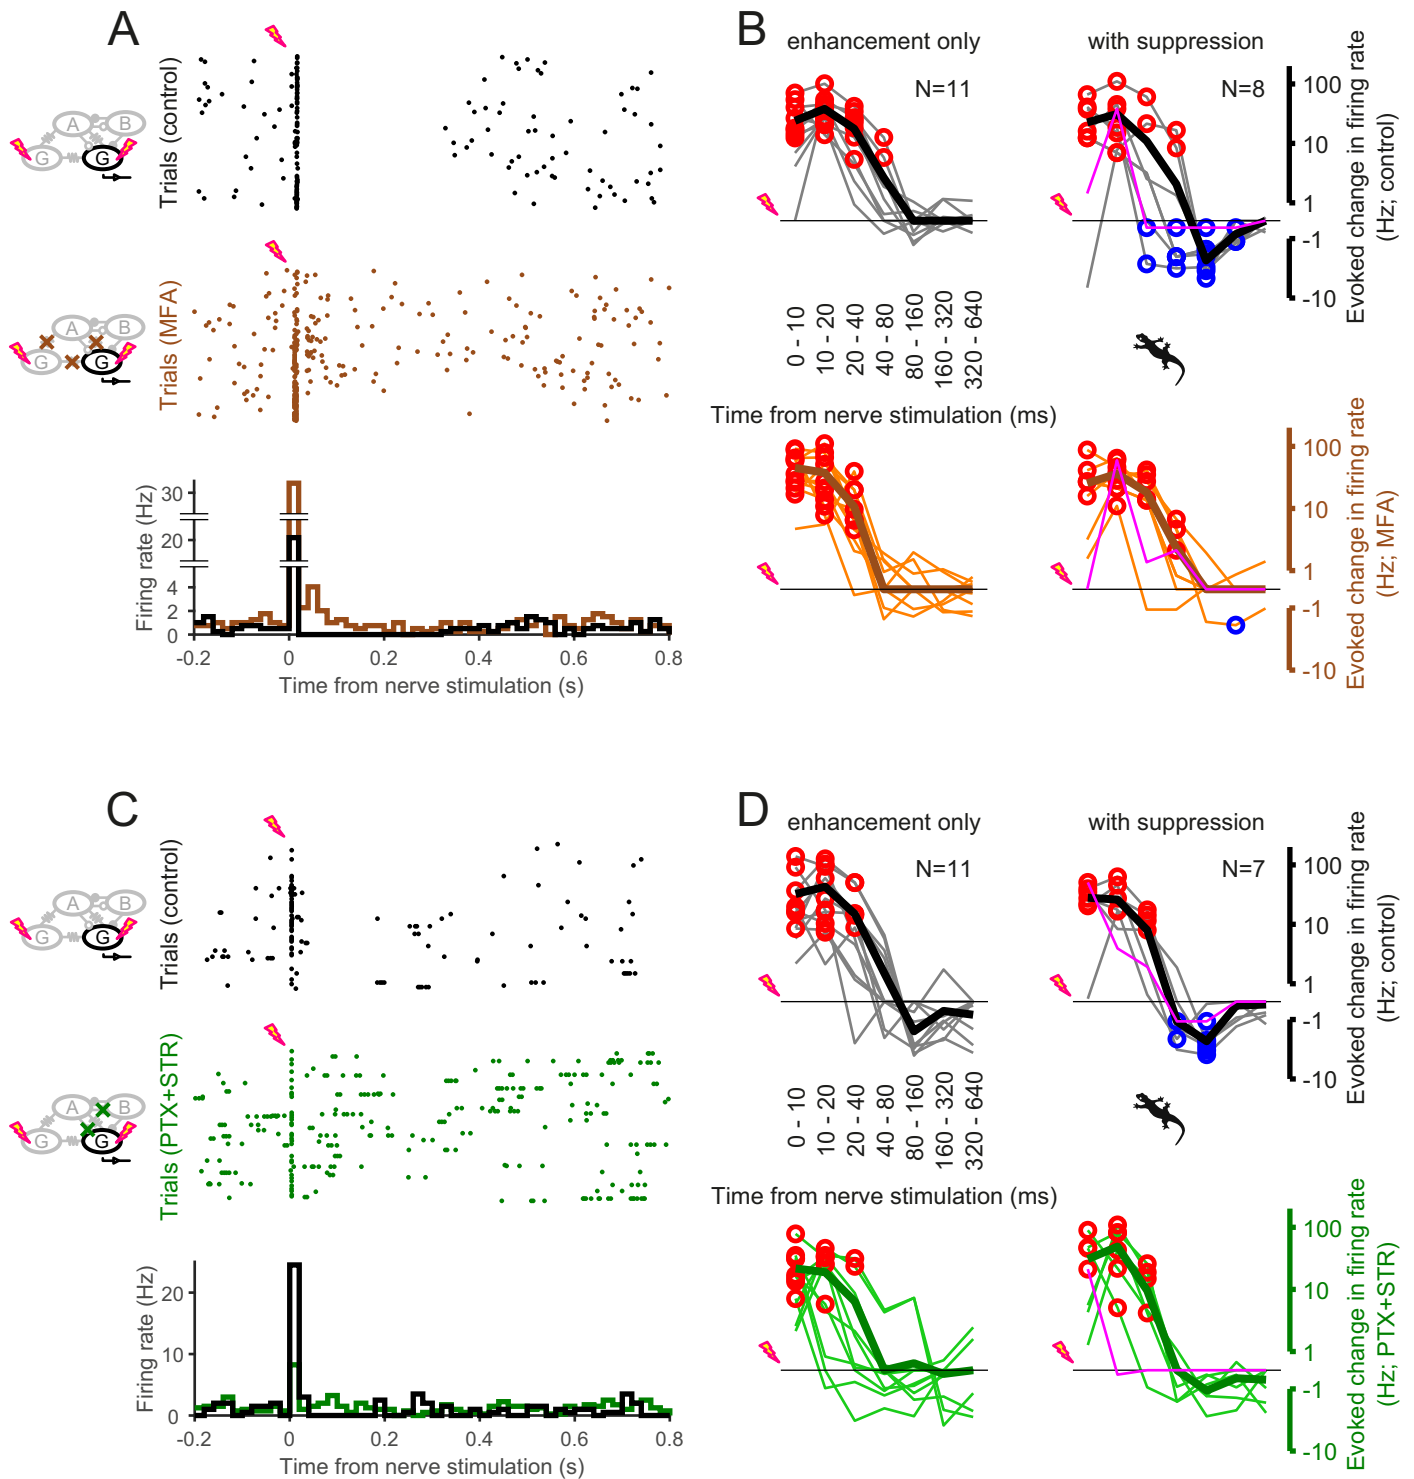 A
Trials (control)
A B
G G
Trials (MFA)
A B
G G
Firing rate (Hz)
30
20
4
2
0
-0.2 0 0.2 0.4 0.6 0.8
Time from nerve stimulation (s)
B
enhancement only
with suppression
N=11
N=8
100
10
1
-1
-10
Evoked change in firing rate
(Hz; control)
0 - 10
10 - 20
20 - 40
40 - 80
80 - 160
160 - 320
320 - 640
Time from nerve stimulation (ms)
100
10
1
-1
-10
Evoked change in firing rate
(Hz; MFA)
C
Trials (control)
A B
G G
Trials (PTX+STR)
A B
G G
Firing rate (Hz)
20
10
0
-0.2 0 0.2 0.4 0.6 0.8
Time from nerve stimulation (s)
D
enhancement only
with suppression
N=11
N=7
100
10
1
-1
-10
Evoked change in firing rate
(Hz; control)
0 - 10
10 - 20
20 - 40
40 - 80
80 - 160
160 - 320
320 - 640
Time from nerve stimulation (ms)
100
10
1
-1
-10
Evoked change in firing rate
(Hz; PTX+STR)